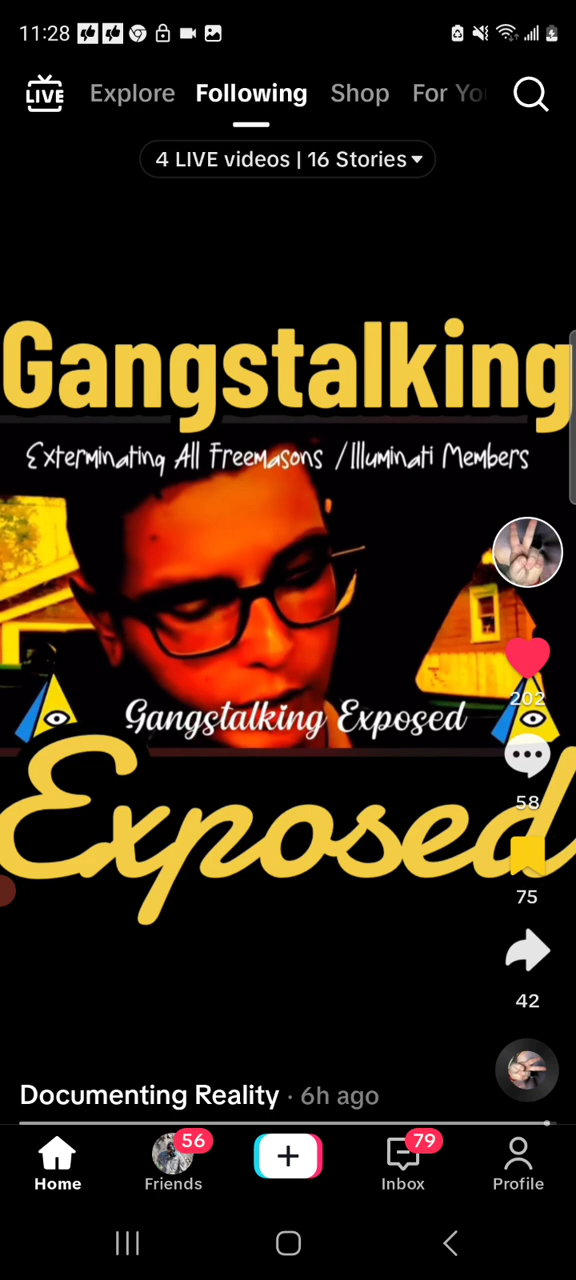 11:28
LIVE Explore Following Shop For You
4 LIVE videos | 16 Stories
Gangstalking
Exterminating All Freemasons /Illuminati Members
Gangstalking Exposed
Exposed
202
58
75
42
Documenting Reality · 6h ago
56
79
Home Friends Inbox Profile